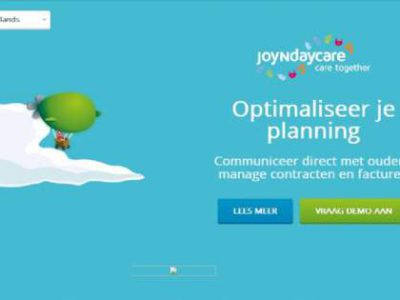 lands
JOYNDAYCARE
care together
Optimaliseer je
planning
Communiceer direct met ouder
manage contracten en facture
LEES MEER
VRAAG DEMO AAN